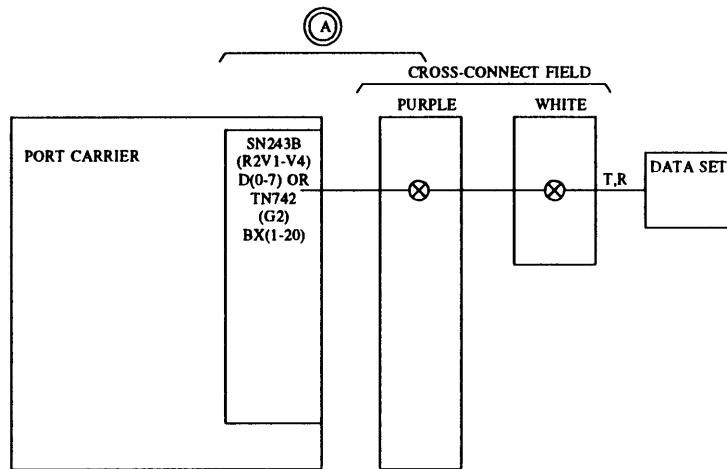 A
CROSS-CONNECT FIELD
PURPLE
WHITE
PORT CARRIER
SN243B
(R2V1-V4)
D(0-7) OR
TN742
(G2)
BX(1-20)
T,R
DATA SET